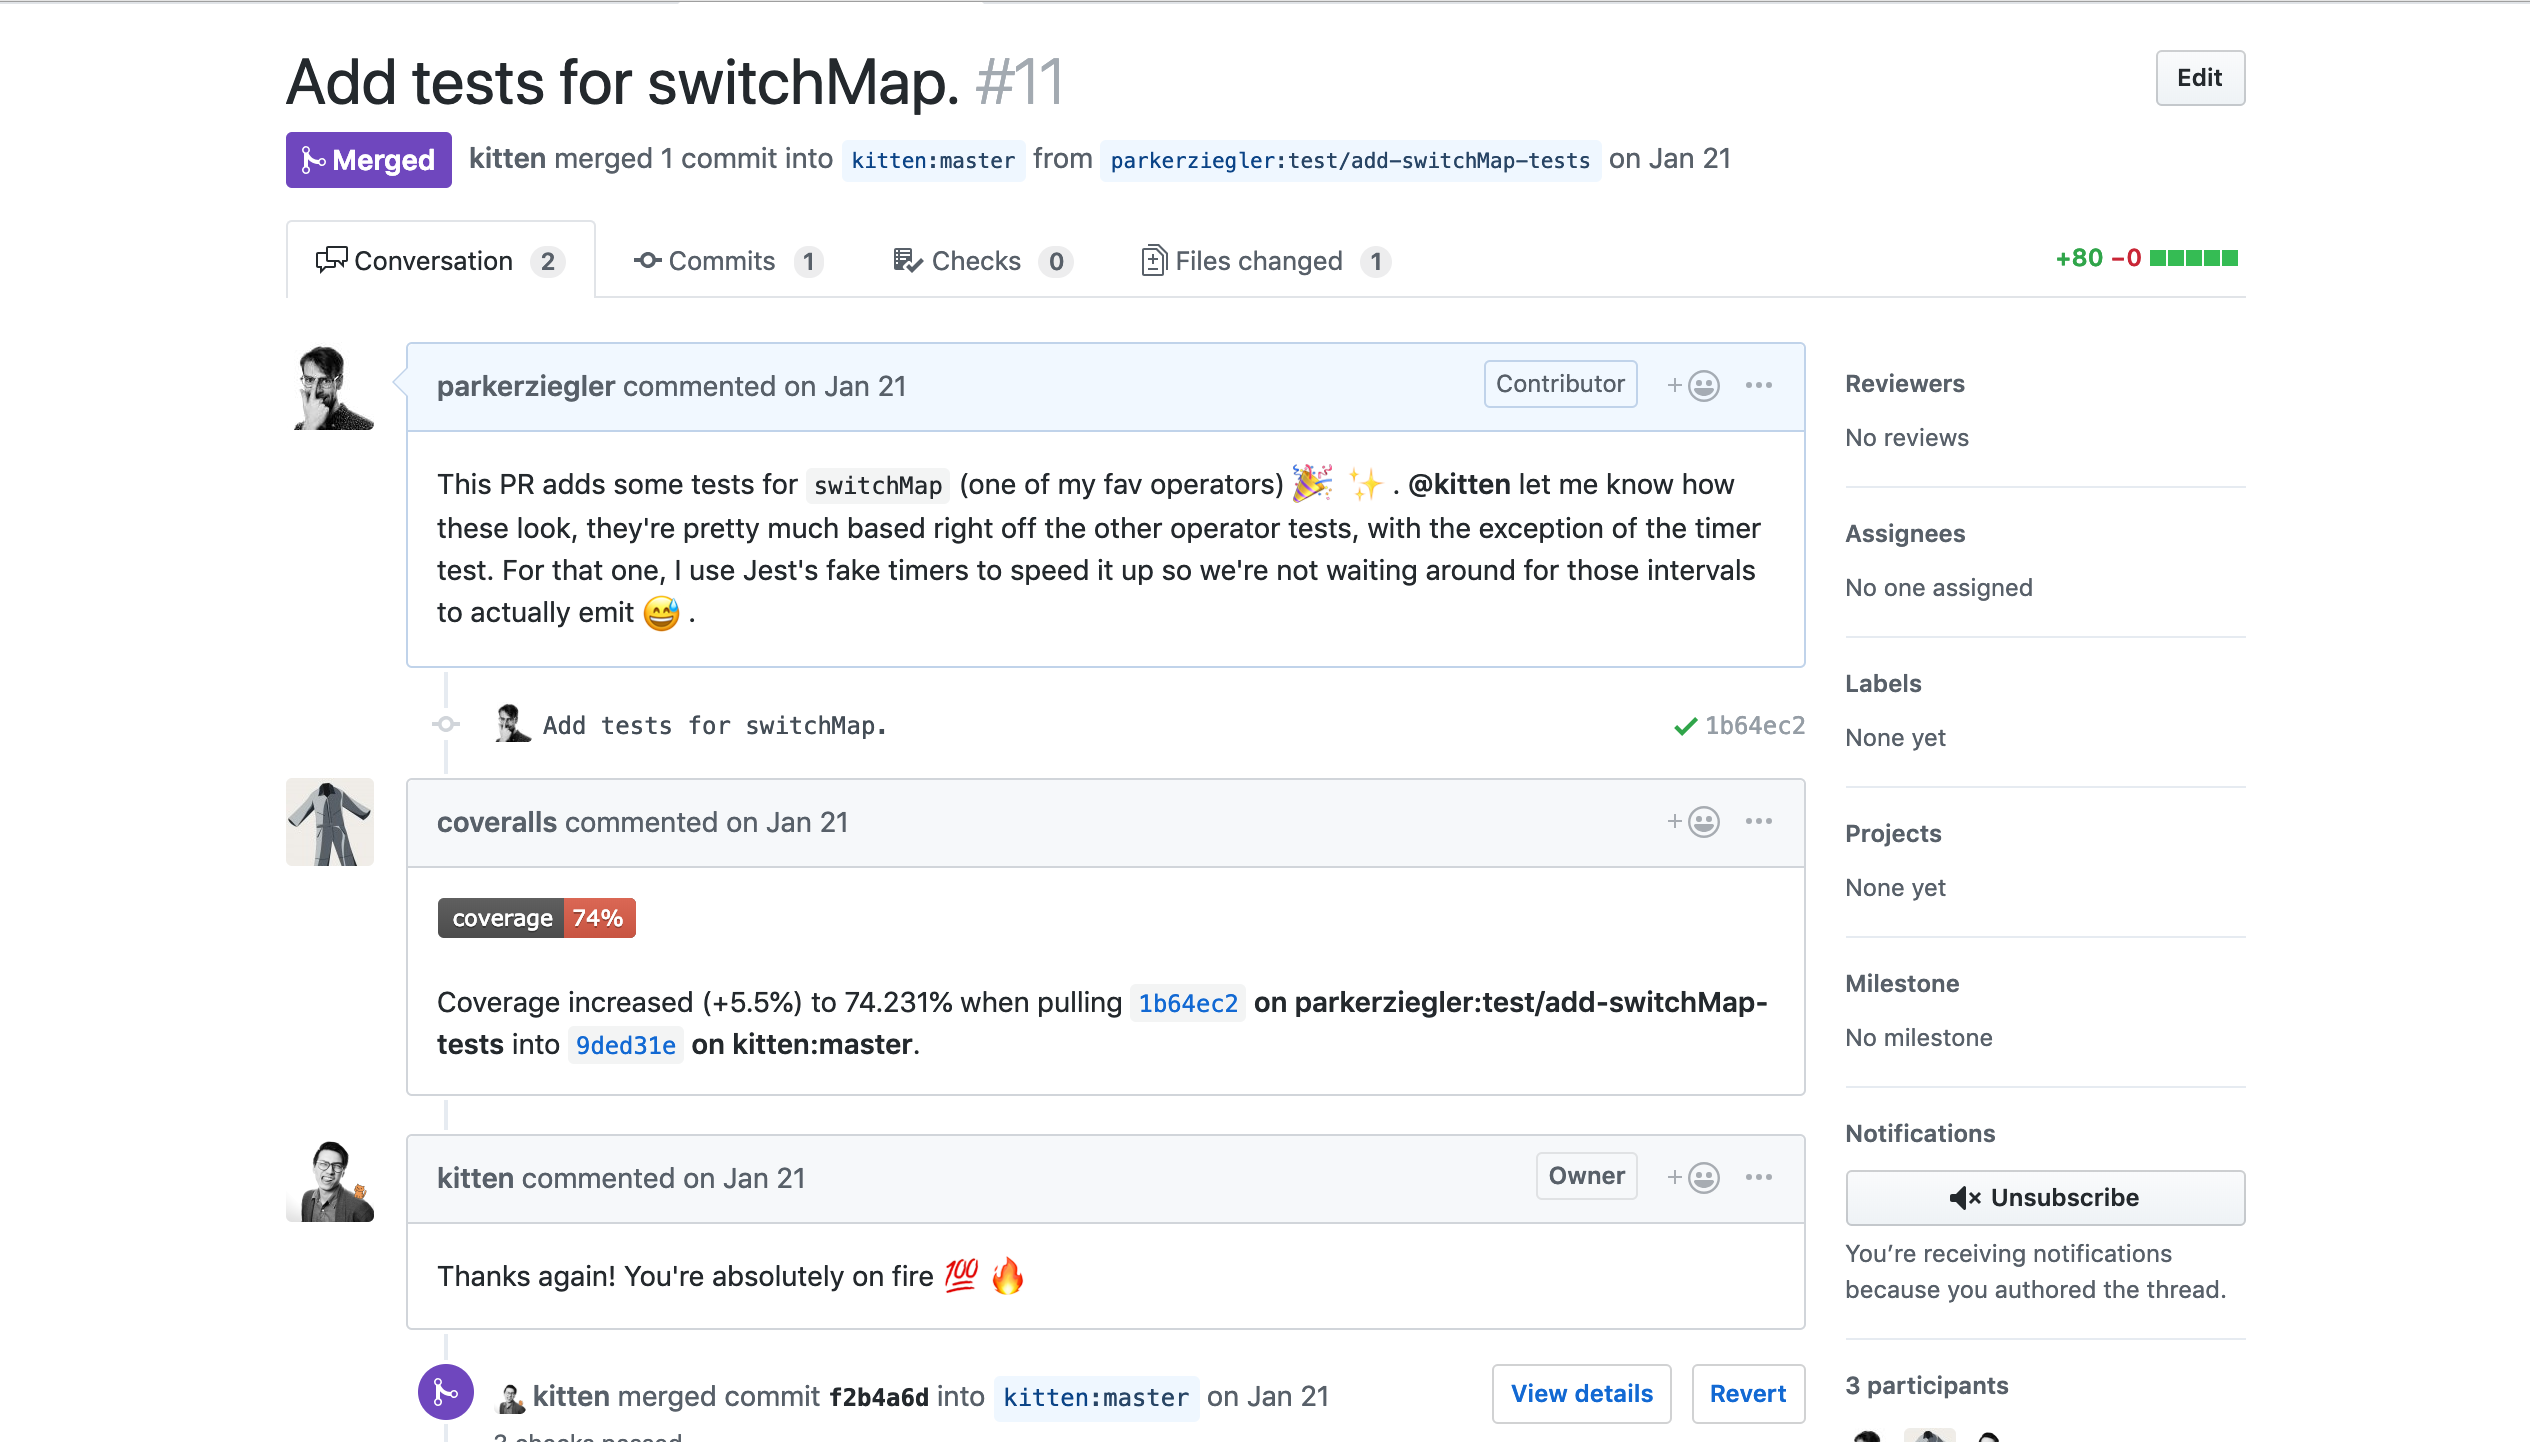 Add tests for switchMap. #11
Edit
Merged kitten merged 1 commit into kitten:master from parkerziegler:test/add-switchMap-tests on Jan 21
Conversation 2 Commits 1 Checks 0 Files changed 1 +80 −0
parkerziegler commented on Jan 21 Contributor
This PR adds some tests for switchMap (one of my fav operators) 🎉 ✨ . @kitten let me know how
these look, they're pretty much based right off the other operator tests, with the exception of the timer
test. For that one, I use Jest's fake timers to speed it up so we're not waiting around for those intervals
to actually emit 😅 .
Add tests for switchMap. 1b64ec2
coveralls commented on Jan 21
coverage 74%
Coverage increased (+5.5%) to 74.231% when pulling 1b64ec2 on parkerziegler:test/add-switchMap-
tests into 9ded31e on kitten:master.
kitten commented on Jan 21 Owner
Thanks again! You're absolutely on fire 💯 🔥
kitten merged commit f2b4a6d into kitten:master on Jan 21 View details Revert
3 checks passed
Reviewers
No reviews
Assignees
No one assigned
Labels
None yet
Projects
None yet
Milestone
No milestone
Notifications
Unsubscribe
You’re receiving notifications
because you authored the thread.
3 participants